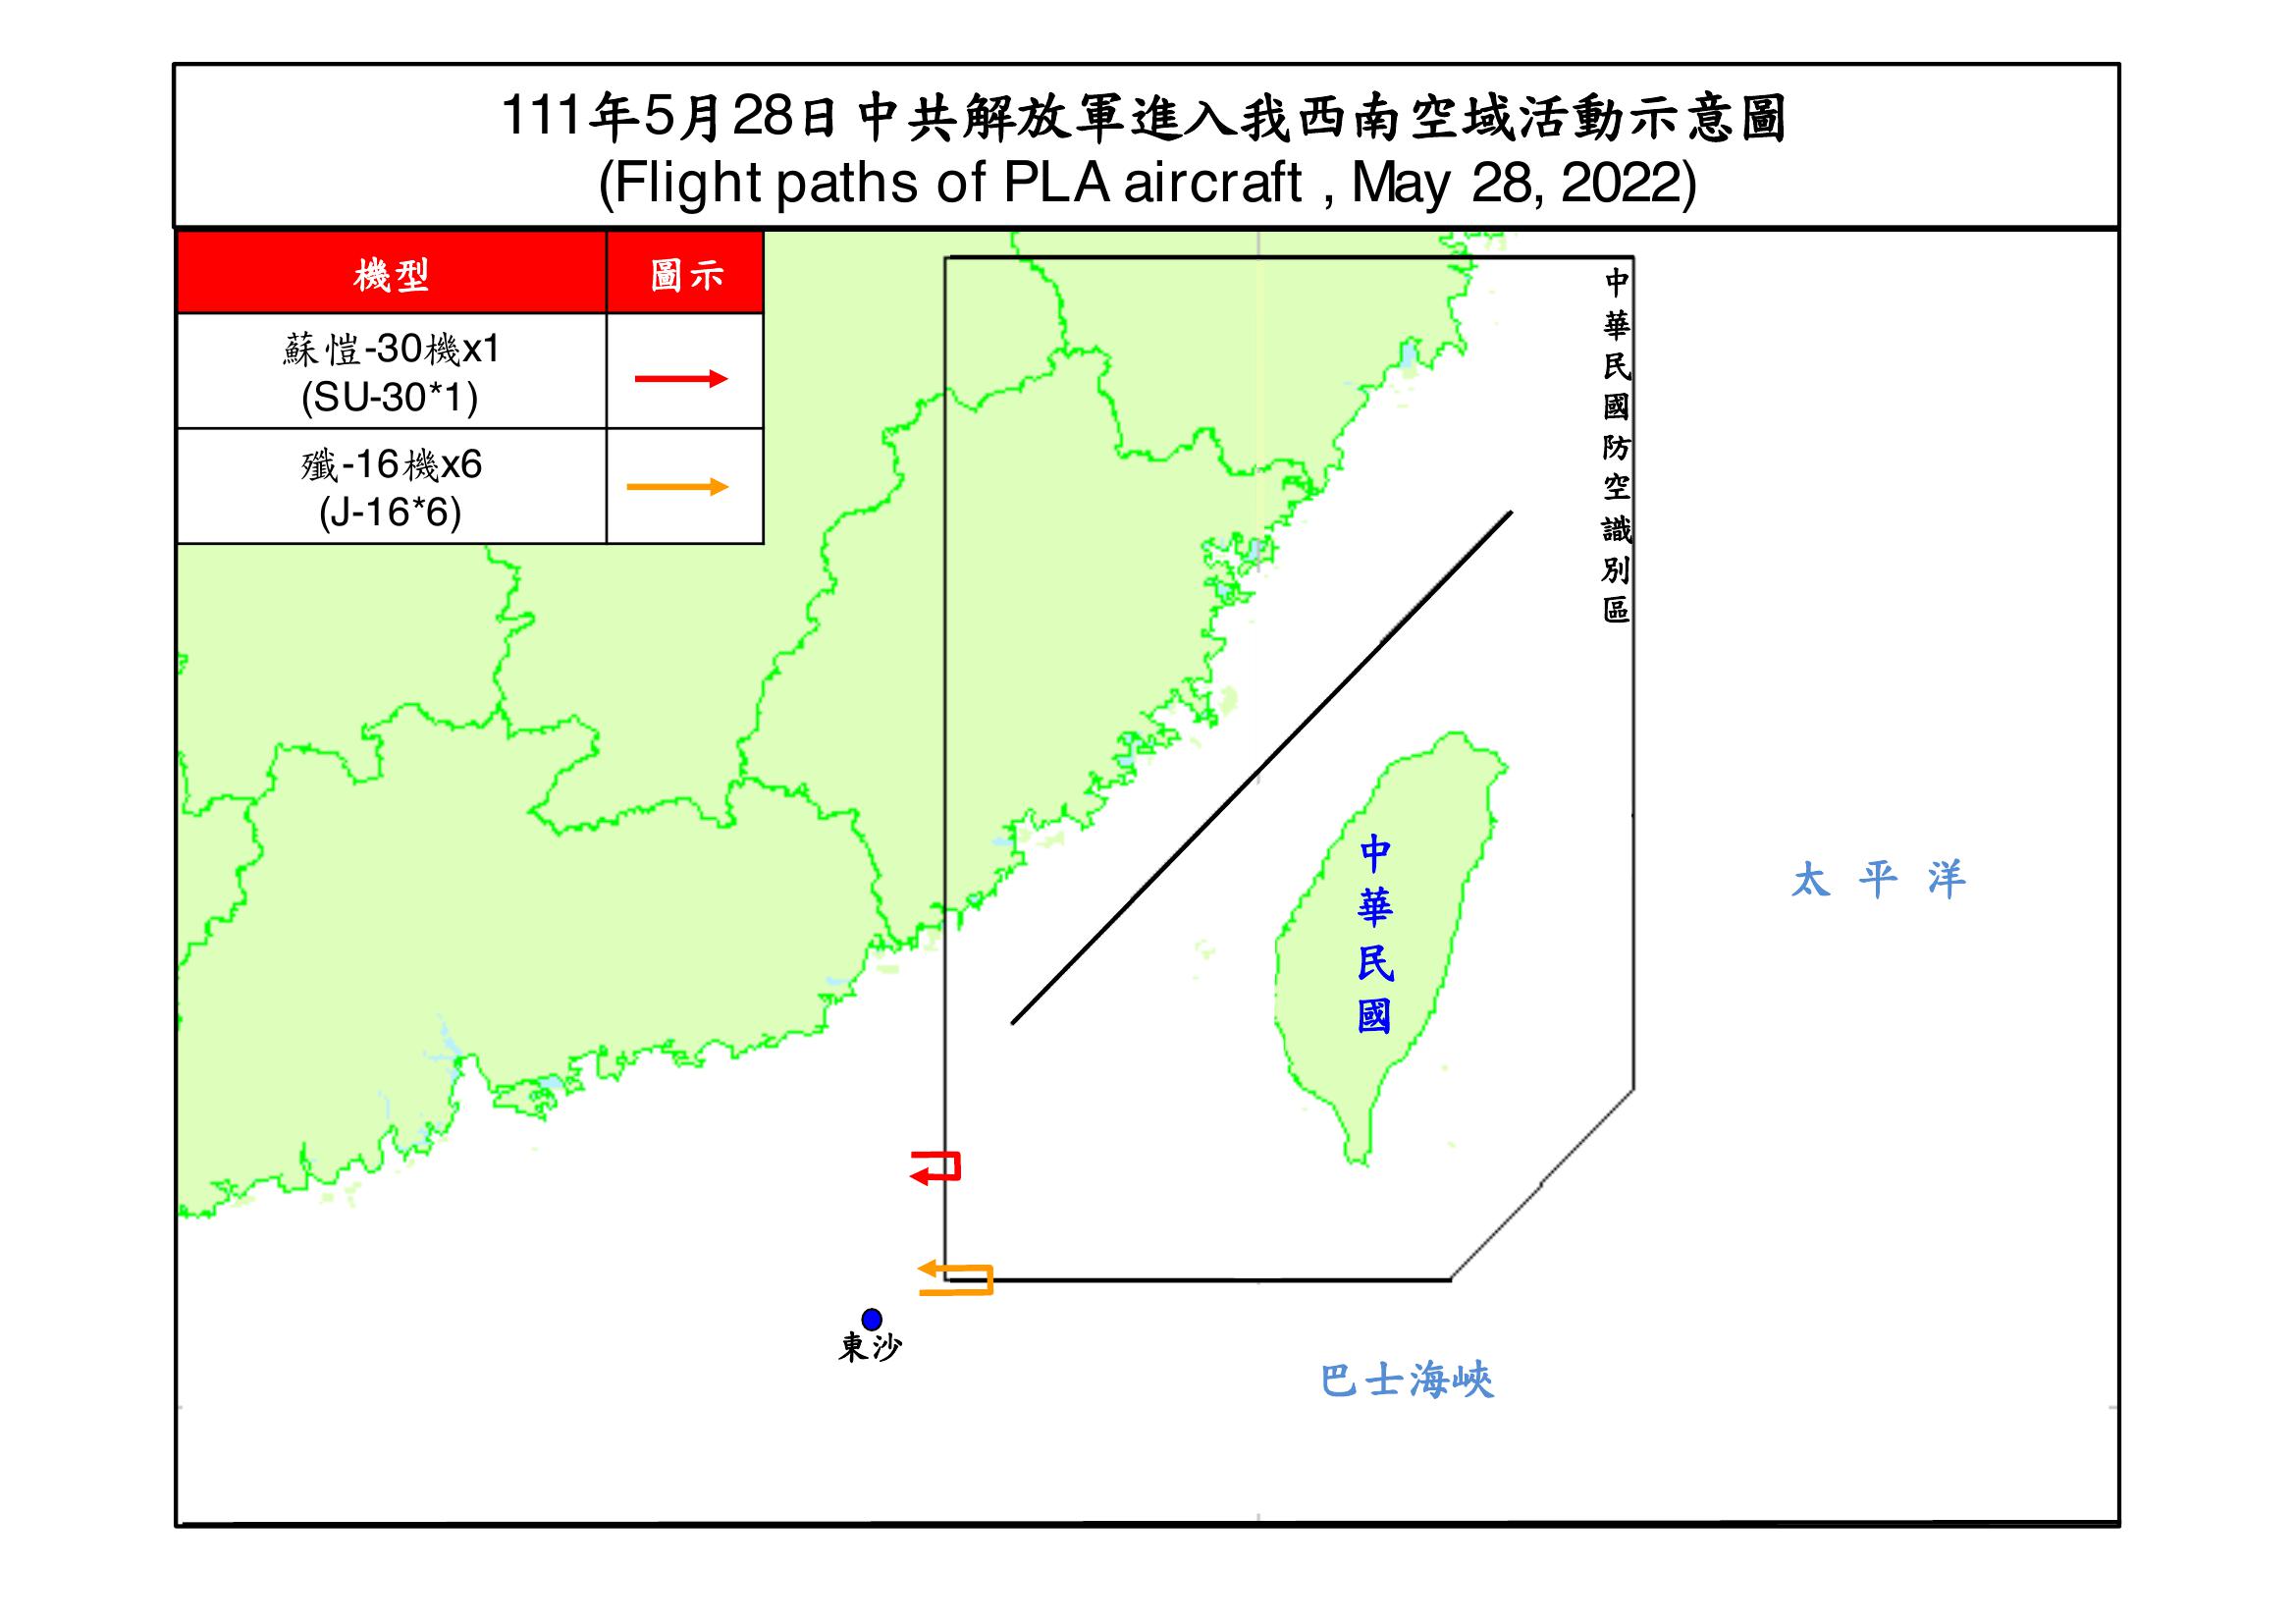 111年5月28日中共解放軍進入我西南空域活動示意圖
(Flight paths of PLA aircraft , May 28, 2022)
機型
圖示
蘇愷-30機x1
(SU-30*1)
殲-16機x6
(J-16*6)
中華民國防空識別區
中華民國
太平洋
東沙
巴士海峽